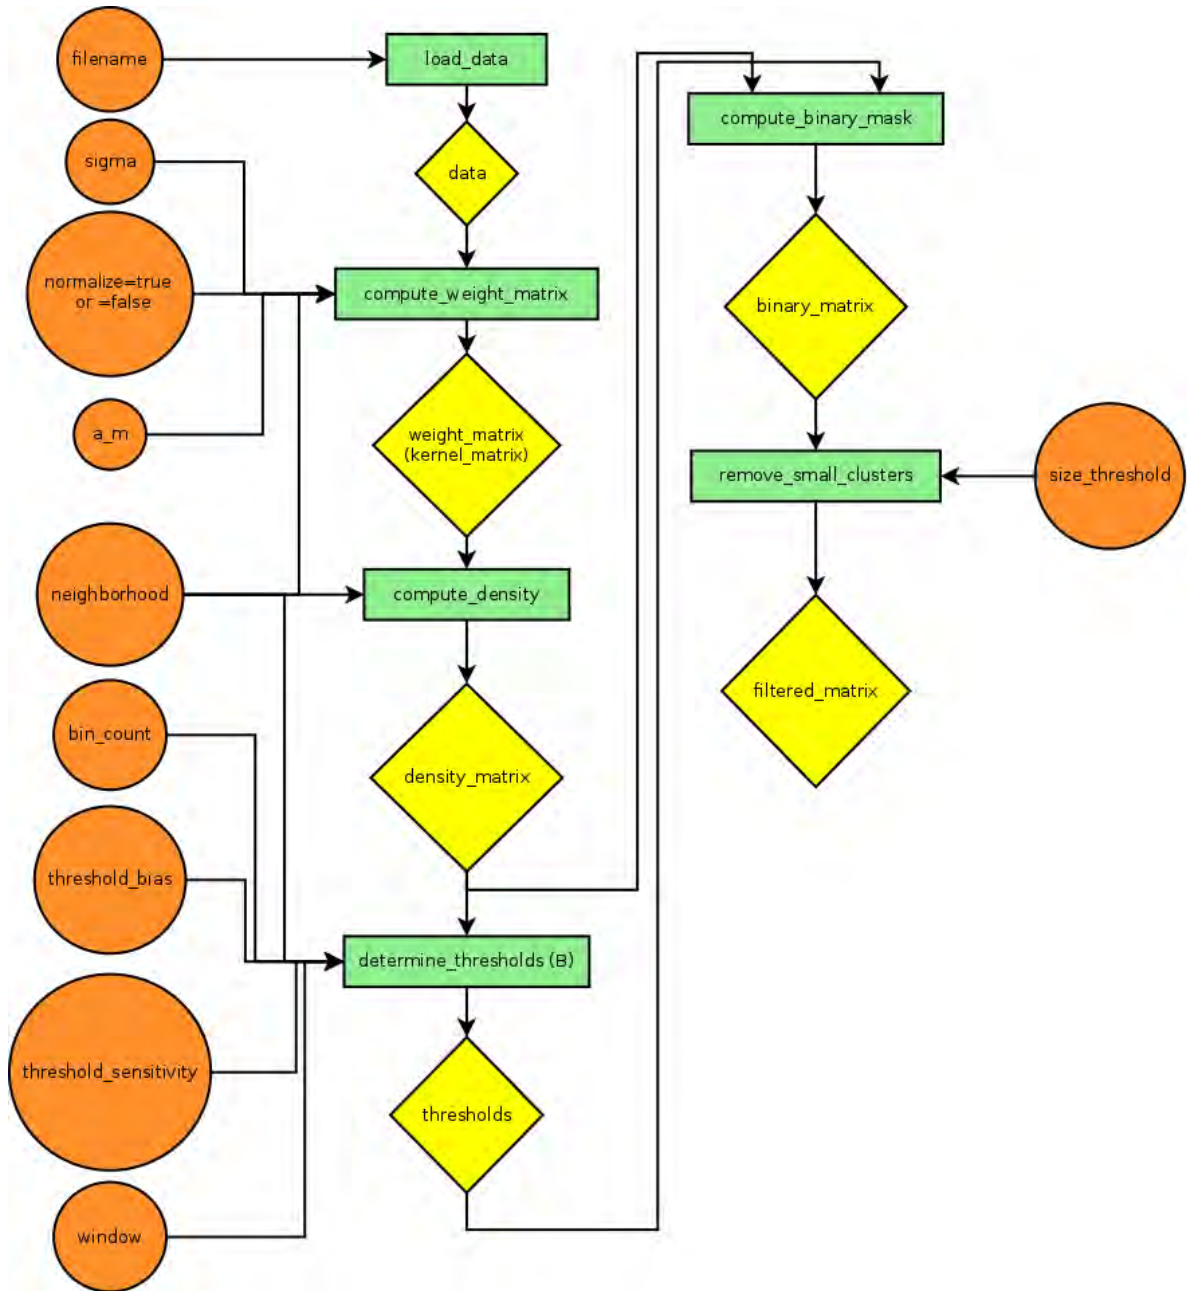 filename
load_data
sigma
data
normalize=true
or =false
compute_weight_matrix
a_m
weight_matrix
(kernel_matrix)
neighborhood
compute_density
bin_count
density_matrix
threshold_bias
determine_thresholds (B)
threshold_sensitivity
thresholds
window
compute_binary_mask
binary_matrix
remove_small_clusters
size_threshold
filtered_matrix